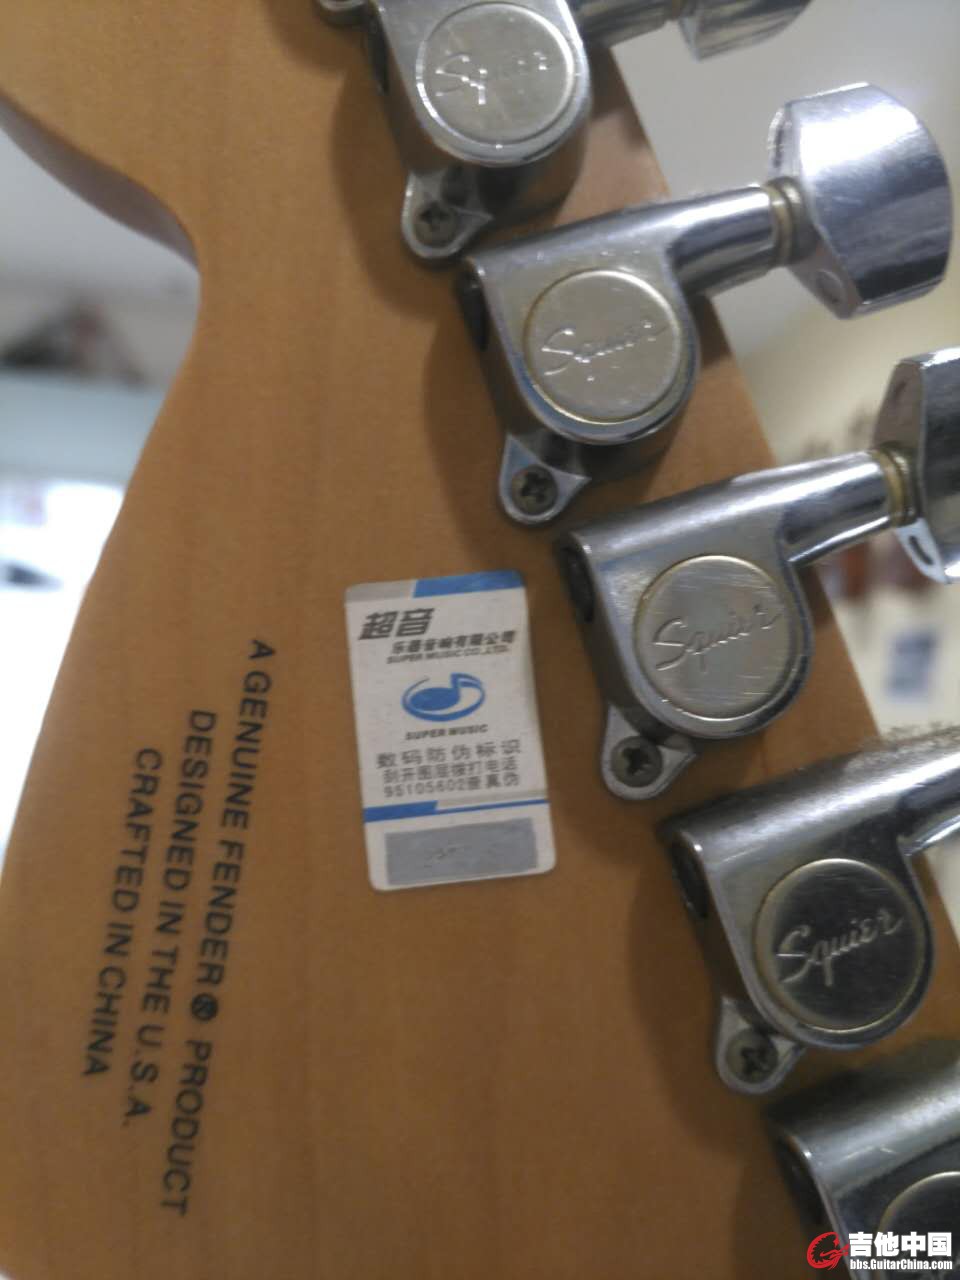 Squier
Squier
Squier
Squier
超音
乐器音响有限公司
SUPER MUSIC CO.,LTD.
SUPER MUSIC
数码防伪标识
刮开图层拨打电话
95105602查真伪
A GENUINE FENDER® PRODUCT
DESIGNED IN THE U.S.A.
CRAFTED IN CHINA
吉他中国
bbs.GuitarChina.com